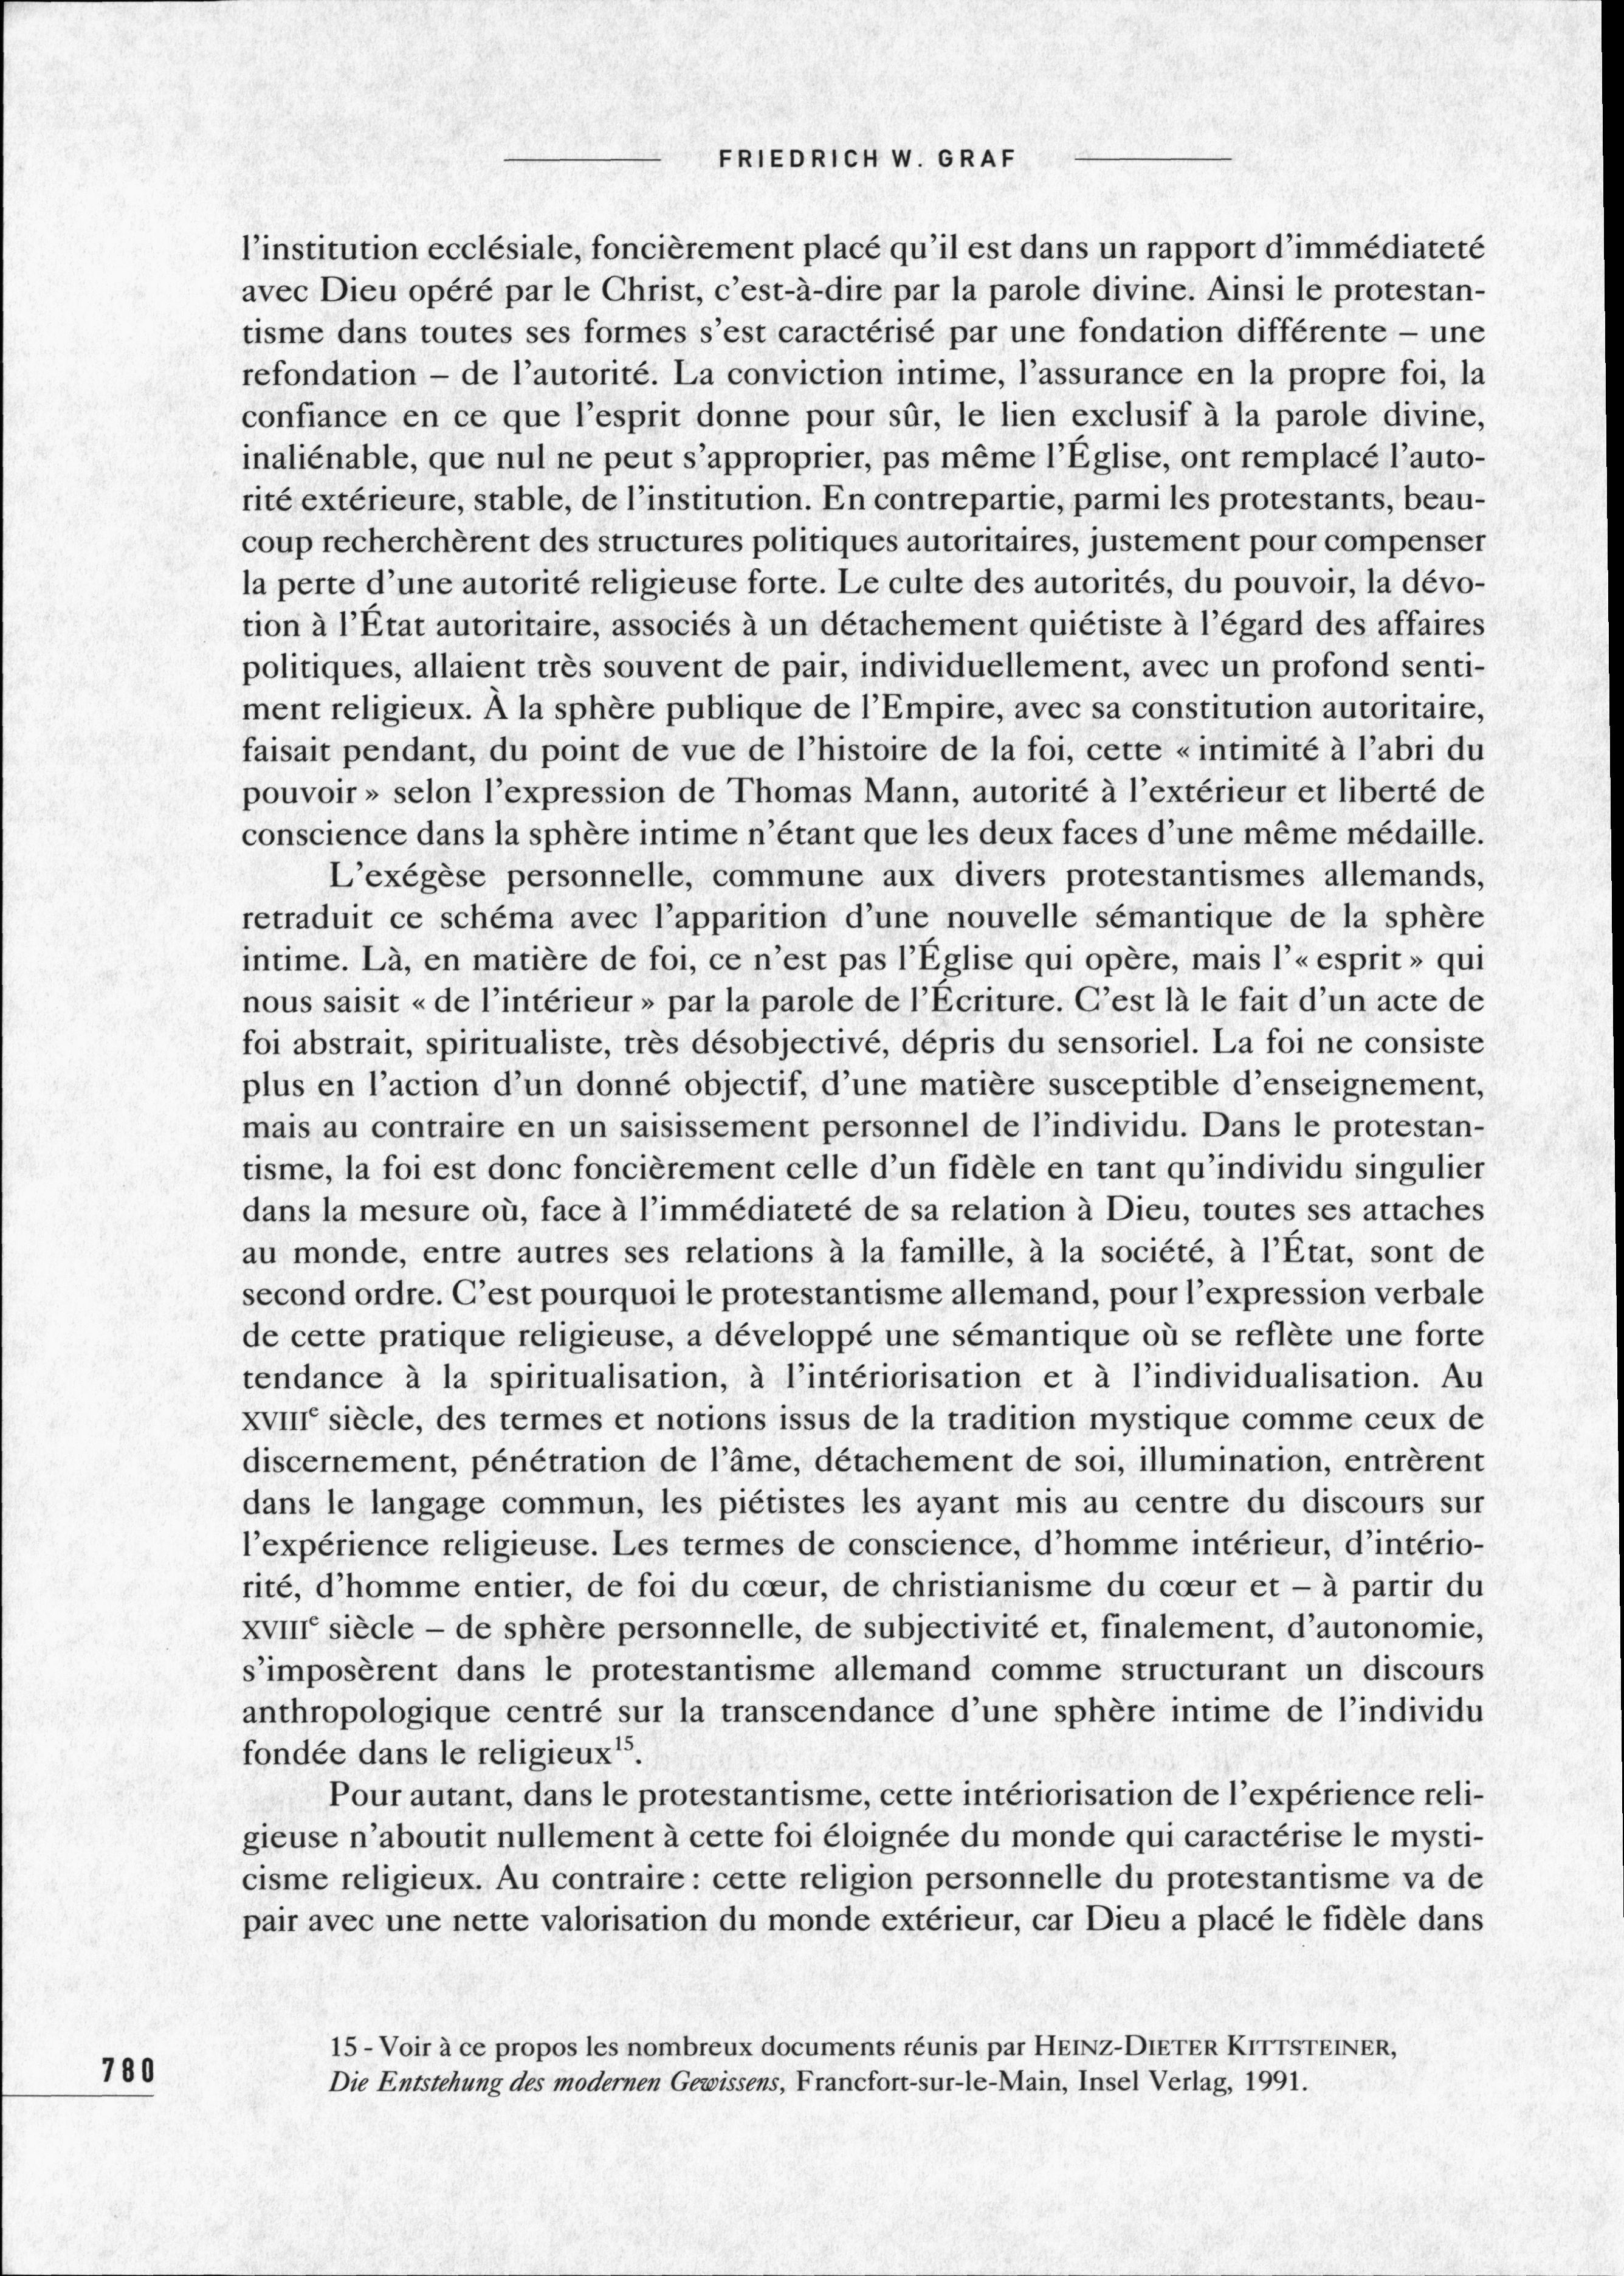 FRIEDRICH W. GRAF
l’institution ecclésiale, foncièrement placé qu’il est dans un rapport d’immédiateté
avec Dieu opéré par le Christ, c’est-à-dire par la parole divine. Ainsi le protestan-
tisme dans toutes ses formes s’est caractérisé par une fondation différente – une
refondation – de l’autorité. La conviction intime, l’assurance en la propre foi, la
confiance en ce que l’esprit donne pour sûr, le lien exclusif à la parole divine,
inaliénable, que nul ne peut s’approprier, pas même l’Église, ont remplacé l’auto-
rité extérieure, stable, de l’institution. En contrepartie, parmi les protestants, beau-
coup recherchèrent des structures politiques autoritaires, justement pour compenser
la perte d’une autorité religieuse forte. Le culte des autorités, du pouvoir, la dévo-
tion à l’État autoritaire, associés à un détachement quiétiste à l’égard des affaires
politiques, allaient très souvent de pair, individuellement, avec un profond senti-
ment religieux. À la sphère publique de l’Empire, avec sa constitution autoritaire,
faisait pendant, du point de vue de l’histoire de la foi, cette « intimité à l’abri du
pouvoir » selon l’expression de Thomas Mann, autorité à l’extérieur et liberté de
conscience dans la sphère intime n’étant que les deux faces d’une même médaille.
L’exégèse personnelle, commune aux divers protestantismes allemands,
retraduit ce schéma avec l’apparition d’une nouvelle sémantique de la sphère
intime. Là, en matière de foi, ce n’est pas l’Église qui opère, mais l’« esprit » qui
nous saisit « de l’intérieur » par la parole de l’Écriture. C’est là le fait d’un acte de
foi abstrait, spiritualiste, très désobjectivé, dépris du sensoriel. La foi ne consiste
plus en l’action d’un donné objectif, d’une matière susceptible d’enseignement,
mais au contraire en un saisissement personnel de l’individu. Dans le protestan-
tisme, la foi est donc foncièrement celle d’un fidèle en tant qu’individu singulier
dans la mesure où, face à l’immédiateté de sa relation à Dieu, toutes ses attaches
au monde, entre autres ses relations à la famille, à la société, à l’État, sont de
second ordre. C’est pourquoi le protestantisme allemand, pour l’expression verbale
de cette pratique religieuse, a développé une sémantique où se reflète une forte
tendance à la spiritualisation, à l’intériorisation et à l’individualisation. Au
XVIIIᵉ siècle, des termes et notions issus de la tradition mystique comme ceux de
discernement, pénétration de l’âme, détachement de soi, illumination, entrèrent
dans le langage commun, les piétistes les ayant mis au centre du discours sur
l’expérience religieuse. Les termes de conscience, d’homme intérieur, d’intério-
rité, d’homme entier, de foi du cœur, de christianisme du cœur et – à partir du
XVIIIᵉ siècle – de sphère personnelle, de subjectivité et, finalement, d’autonomie,
s’imposèrent dans le protestantisme allemand comme structurant un discours
anthropologique centré sur la transcendance d’une sphère intime de l’individu
fondée dans le religieux¹⁵.
Pour autant, dans le protestantisme, cette intériorisation de l’expérience reli-
gieuse n’aboutit nullement à cette foi éloignée du monde qui caractérise le mysti-
cisme religieux. Au contraire : cette religion personnelle du protestantisme va de
pair avec une nette valorisation du monde extérieur, car Dieu a placé le fidèle dans
15 - Voir à ce propos les nombreux documents réunis par HEINZ-DIETER KITTSTEINER,
Die Entstehung des modernen Gewissens, Francfort-sur-le-Main, Insel Verlag, 1991.
780